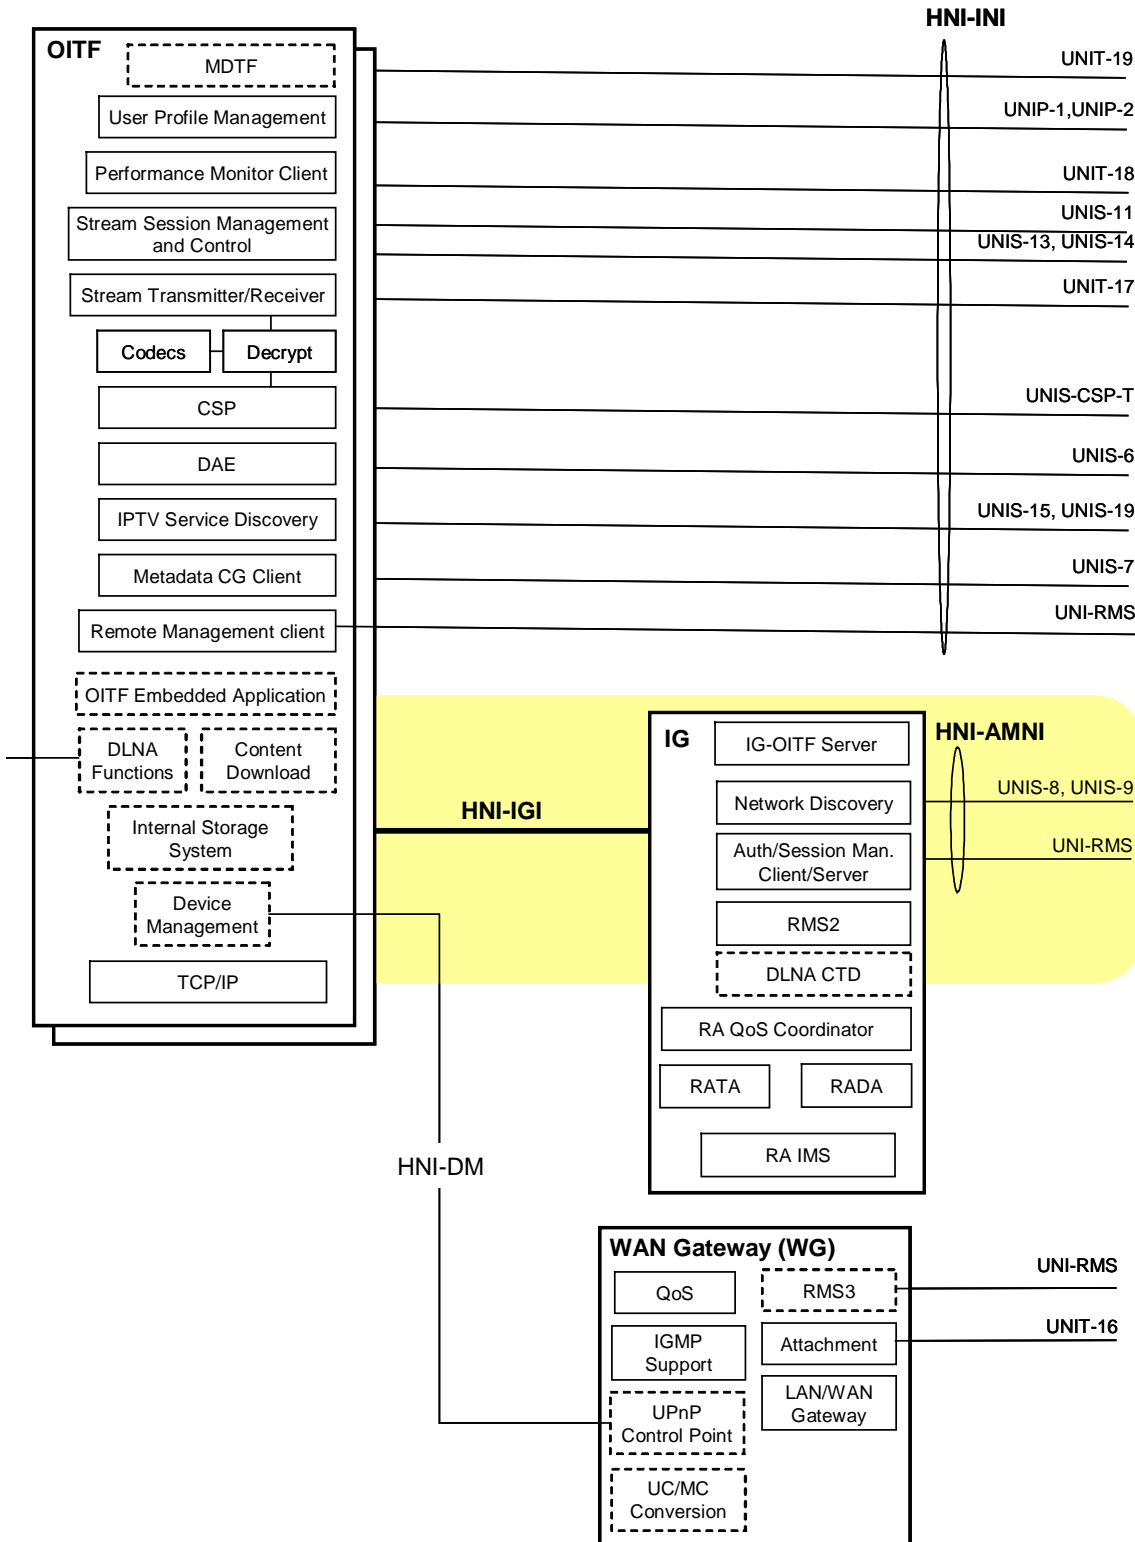 HNI-INI
OITF
MDTF
UNIT-19
User Profile Management
UNIP-1,UNIP-2
Performance Monitor Client
UNIT-18
Stream Session Management
and Control
UNIS-11
UNIS-13, UNIS-14
Stream Transmitter/Receiver
UNIT-17
Codecs
Decrypt
CSP
UNIS-CSP-T
DAE
UNIS-6
IPTV Service Discovery
UNIS-15, UNIS-19
Metadata CG Client
UNIS-7
Remote Management client
UNI-RMS
OITF Embedded Application
DLNA
Functions
Content
Download
Internal Storage
System
Device
Management
TCP/IP
HNI-IGI
IG
IG-OITF Server
HNI-AMNI
Network Discovery
UNIS-8, UNIS-9
Auth/Session Man.
Client/Server
UNI-RMS
RMS2
DLNA CTD
RA QoS Coordinator
RATA
RADA
RA IMS
HNI-DM
WAN Gateway (WG)
QoS
RMS3
UNI-RMS
IGMP
Support
Attachment
UNIT-16
UPnP
Control Point
LAN/WAN
Gateway
UC/MC
Conversion